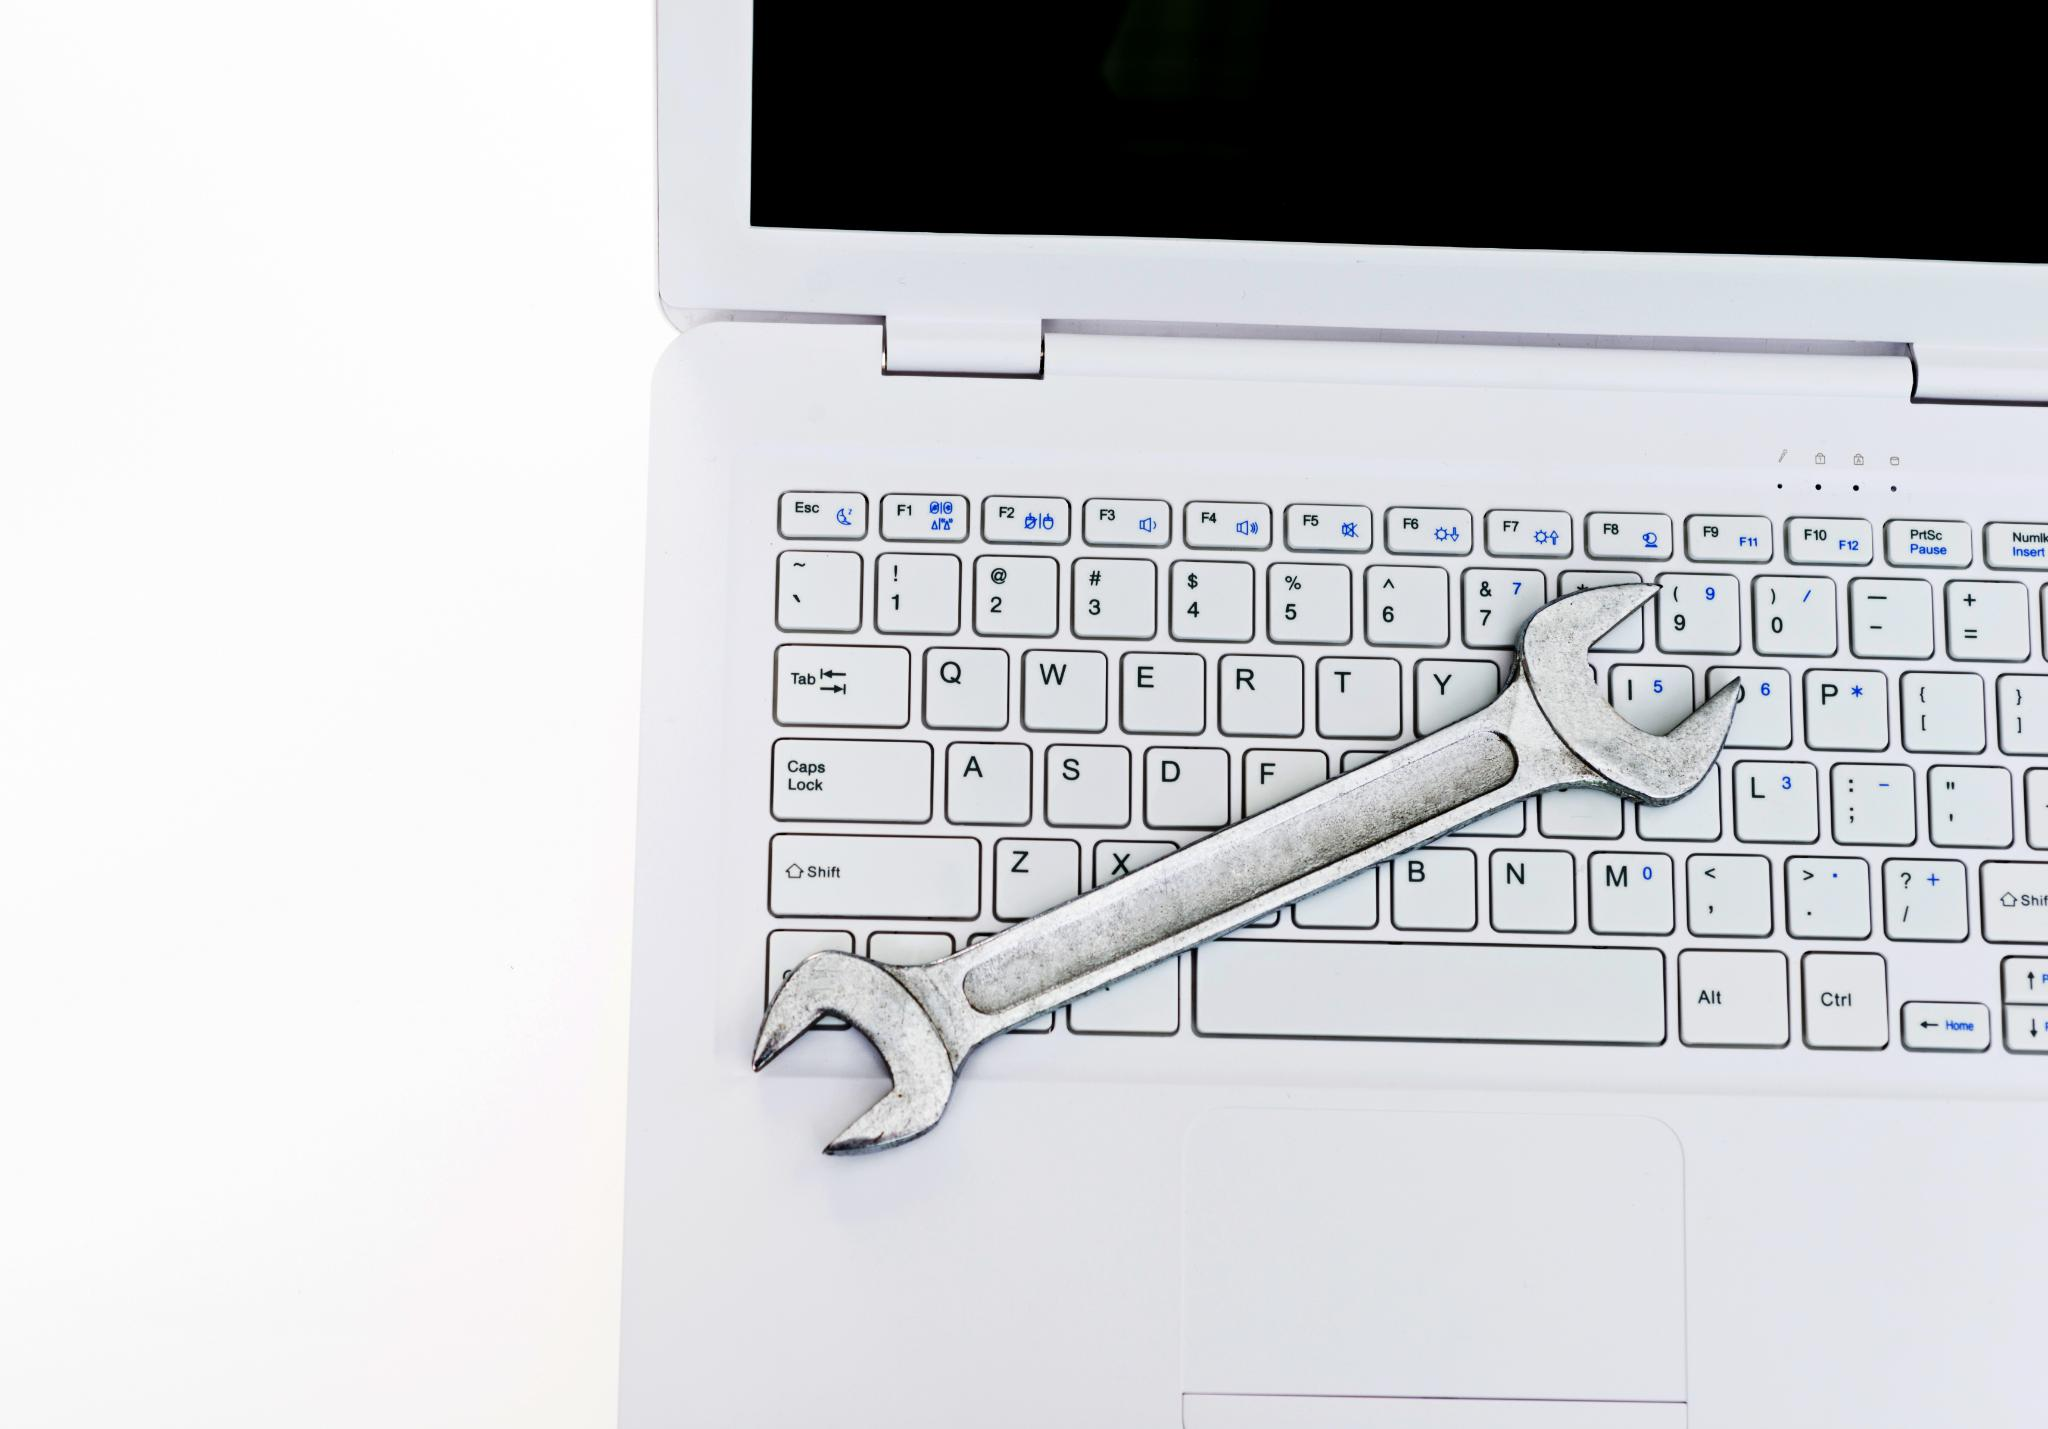 Esc F1 F2 F3 F4 F5 F6 F7 F8 F9 F11 F10 F12 PrtSc Numlk
Pause Insert
~ ! @ # $ % ^ & 7 ( 9 ) / — +
` 1 2 3 4 5 6 7 9 0 - =
Tab Q W E R T Y I 5 6 P * { }
[ ]
Caps A S D F L 3 : - "
Lock ; '
Shift Z X B N M 0 < > . ? +
, . /
Alt Ctrl Home